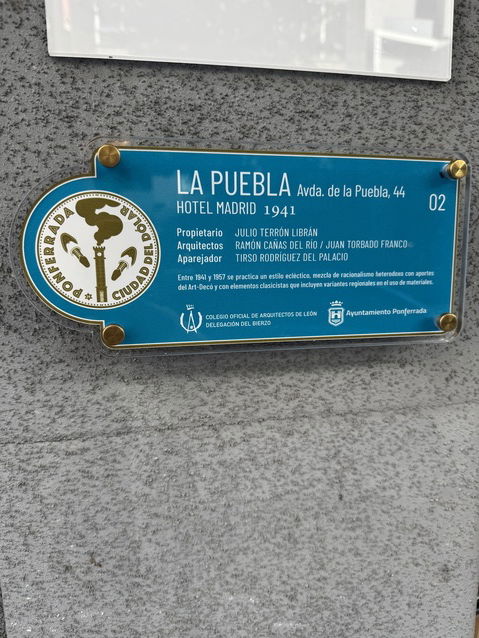 LA PUEBLA Avda. de la Puebla, 44
02
HOTEL MADRID 1941
Propietario JULIO TERRÓN LIBRÁN
Arquitectos RAMÓN CAÑAS DEL RÍO / JUAN TORBADO FRANCO
Aparejador TIRSO RODRÍGUEZ DEL PALACIO
Entre 1941 y 1957 se practica un estilo ecléctico, mezcla de racionalismo heterodoxo con aportes
del Art-Decó y con elementos clasicistas que incluyen variantes regionales en el uso de materiales.
PONFERRADA
CIUDAD DEL DÓLAR
COLEGIO OFICIAL DE ARQUITECTOS DE LEÓN
DELEGACIÓN DEL BIERZO
Ayuntamiento Ponferrada